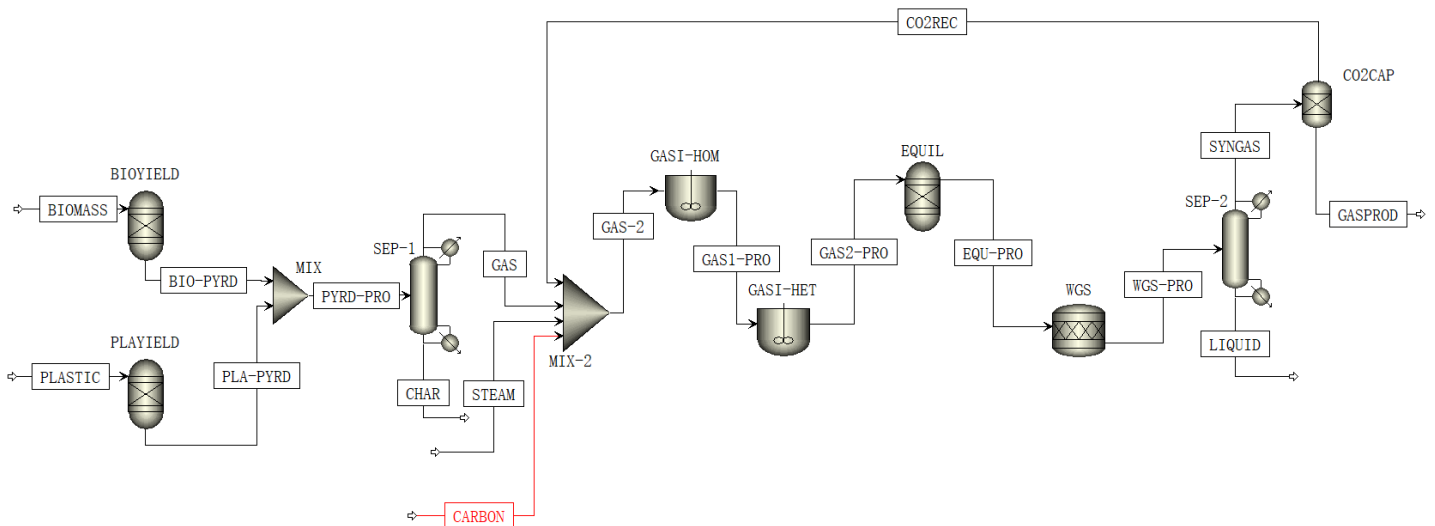 CO2REC
CO2CAP
SYNGAS
GASI-HOM
EQUIL
BIOYIELD
BIOMASS
SEP-2
GASPROD
GAS-2
SEP-1
GAS
GAS1-PRO
GAS2-PRO
EQU-PRO
MIX
BIO-PYRD
PYRD-PRO
WGS
WGS-PRO
GASI-HET
PLAYIELD
LIQUID
MIX-2
PLASTIC
PLA-PYRD
CHAR
STEAM
CARBON